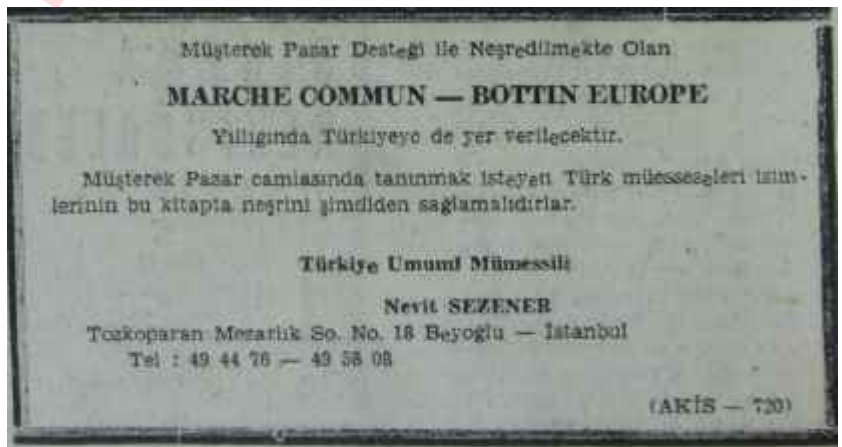 Müşterek Pazar Desteği ile Neşredilmekte Olan
MARCHE COMMUN — BOTTIN EUROPE
Yıllığında Türkiyeye de yer verilecektir.
Müşterek Pazar camiasında tanınmak isteyen Türk müesseseleri isim-
lerinin bu kitapta neşrini şimdiden sağlamalıdırlar.
Türkiye Umumî Mümessili
Nevit SEZENER
Tozkoparan Mezarlık So. No. 18 Beyoğlu — İstanbul
Tel : 49 44 76 — 49 58 08
(AKİS — 720)